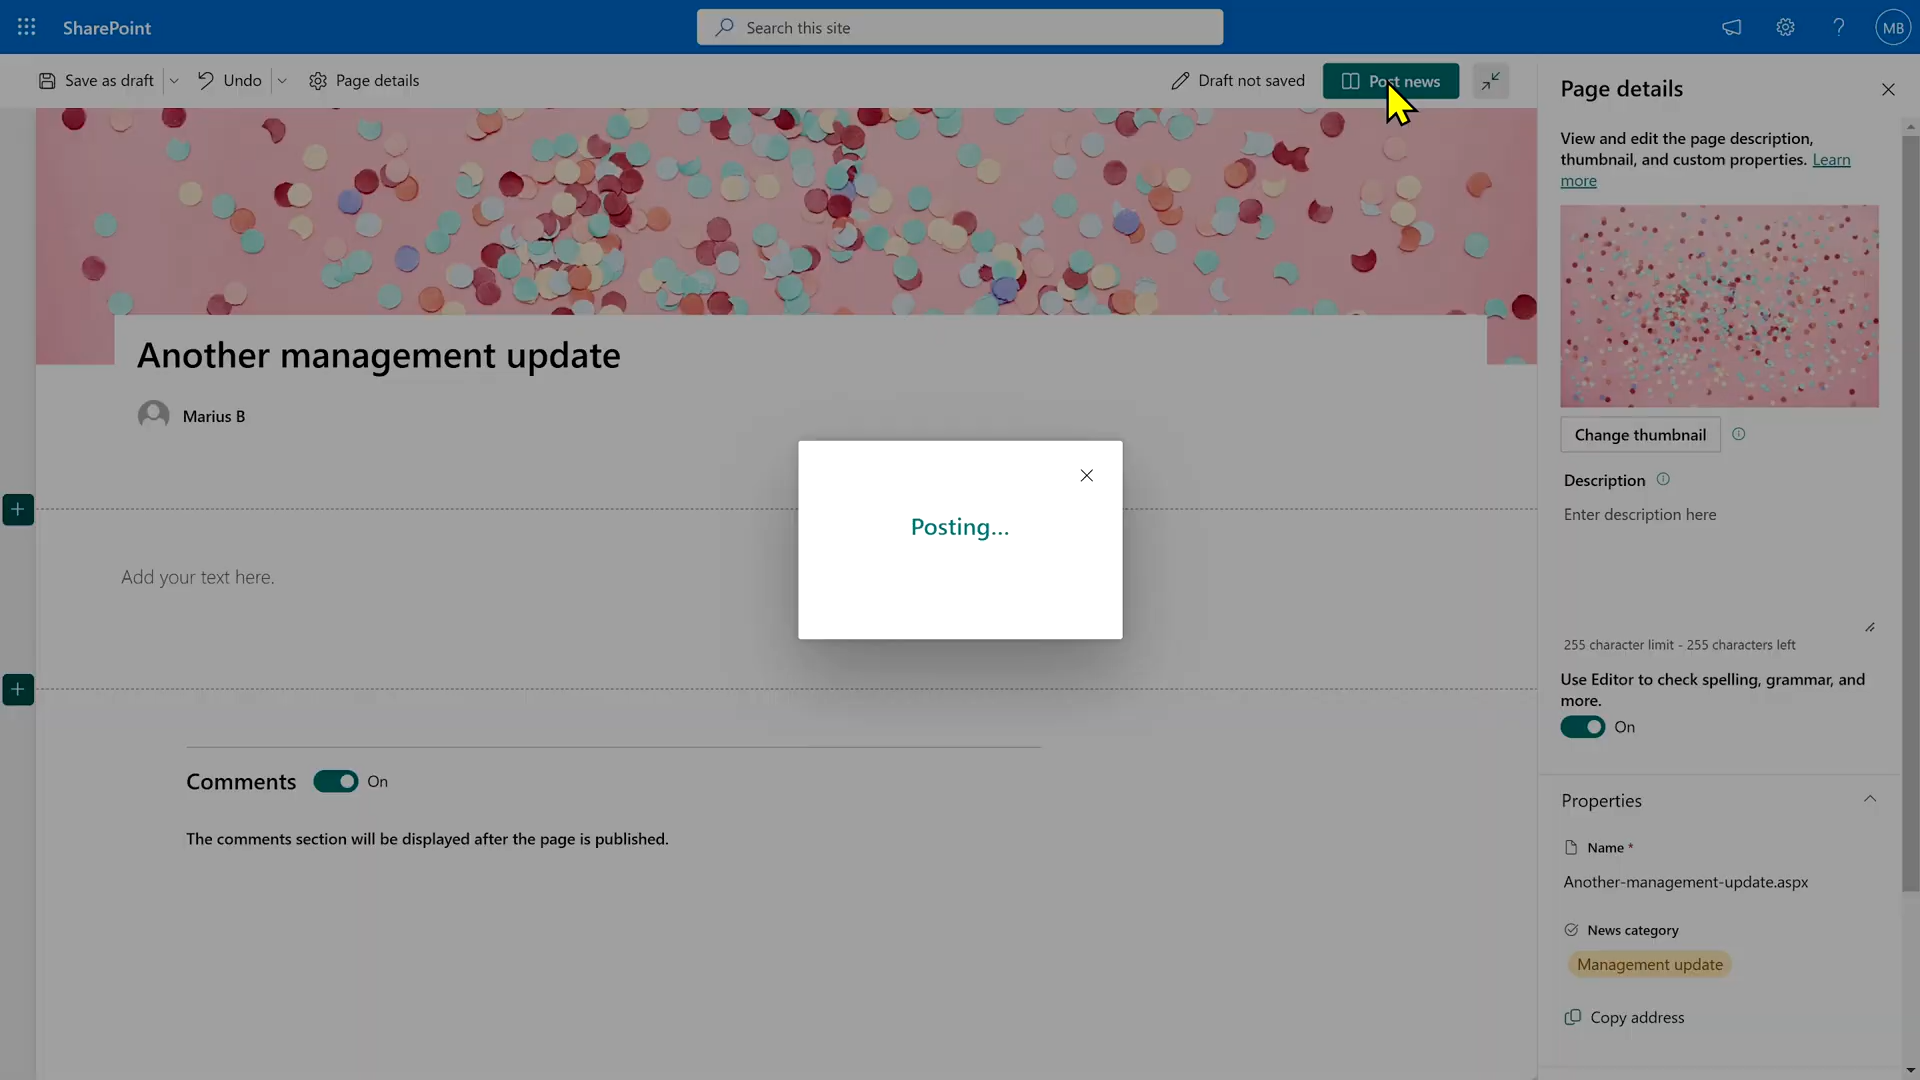 SharePoint
Search this site
MB
Save as draft
Undo
Page details
Draft not saved
Post news
Page details
View and edit the page description,
thumbnail, and custom properties. Learn
more
Another management update
Marius B
Change thumbnail
Description
Enter description here
Posting...
Add your text here.
255 character limit - 255 characters left
Use Editor to check spelling, grammar, and
more.
On
Comments
On
The comments section will be displayed after the page is published.
Properties
Name *
Another-management-update.aspx
News category
Management update
Copy address